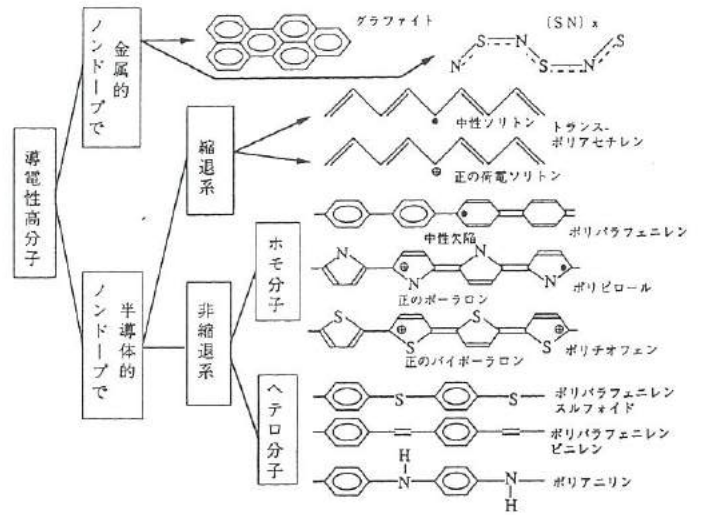 導電性高分子
ノンドープで
金属的
ノンドープで
半導体的
縮退系
非縮退系
ホモ分子
ヘテロ分子
グラファイト
(SN)x
S N S
N S N
中性ソリトン
トランス-
ポリアセチレン
正の荷電ソリトン
中性欠陥
ポリパラフェニレン
N N
N N
正のポーラロン
ポリピロール
S S
S S
正のバイポーラロン
ポリチオフェン
S S
ポリパラフェニレン
スルフォイド
ポリパラフェニレン
ビニレン
H
N N
H
ポリアニリン